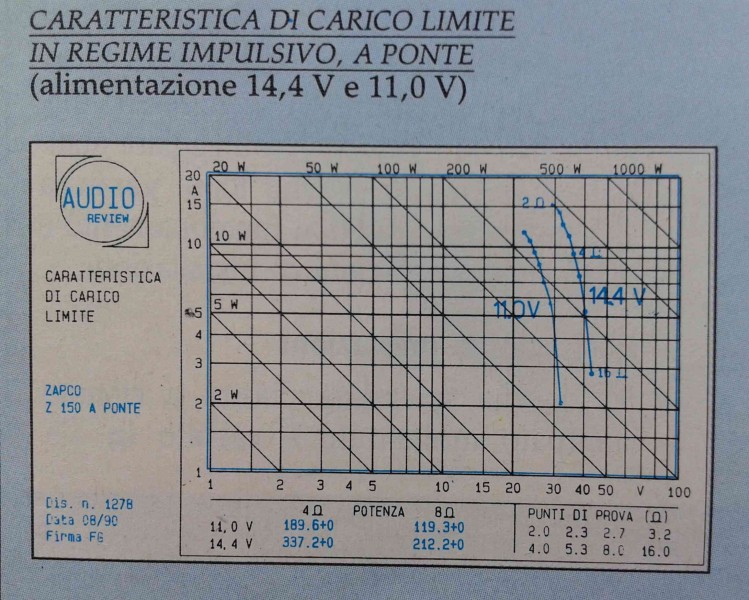 CARATTERISTICA DI CARICO LIMITE
IN REGIME IMPULSIVO, A PONTE
(alimentazione 14,4 V e 11,0 V)
AUDIO
REVIEW
CARATTERISTICA
DI CARICO
LIMITE
ZAPCO
Z 150 A PONTE
Dis. n. 1278
Data 08/90
Firma FG
20 W 50 W 100 W 200 W 500 W 1000 W
20
A
15
10
5
4
3
2
1
10 W
5 W
2 W
2 Ω
4 Ω
11.0V
14.4 V
16 Ω
1 2 3 4 5 10 15 20 30 40 50 V 100
4Ω POTENZA 8Ω
11,0 V 189.6+0 119.3+0
14,4 V 337.2+0 212.2+0
PUNTI DI PROVA (Ω)
2.0 2.3 2.7 3.2
4.0 5.3 8.0 16.0